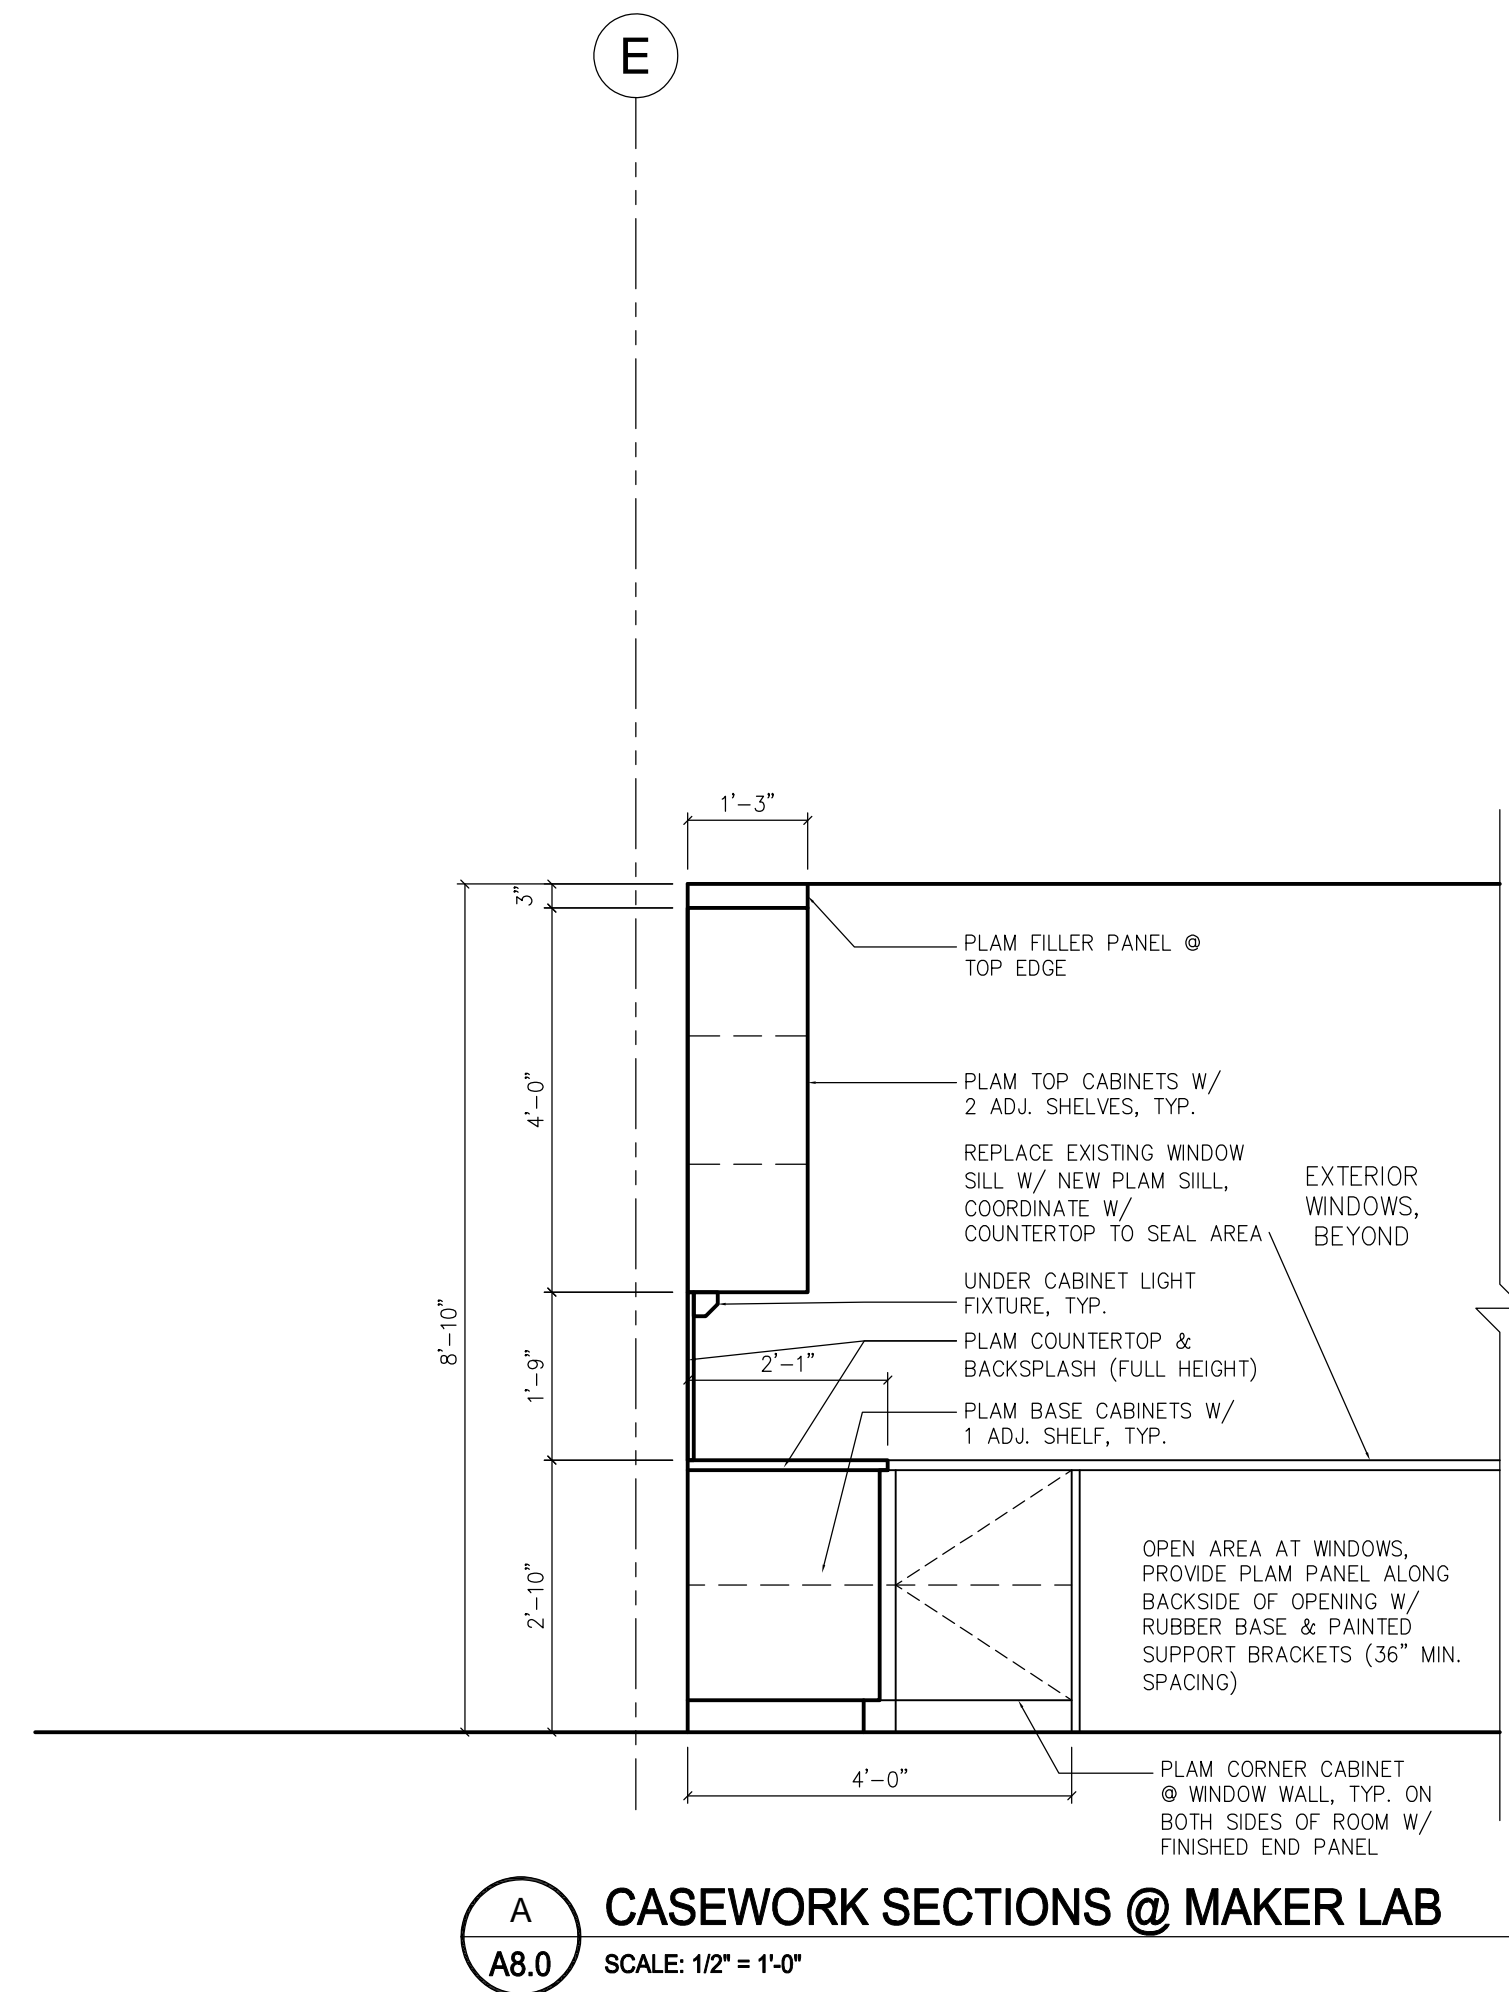 E
1'-3"
3"
PLAM FILLER PANEL @
TOP EDGE
4'-0"
PLAM TOP CABINETS W/
2 ADJ. SHELVES, TYP.
REPLACE EXISTING WINDOW
SILL W/ NEW PLAM SIILL,
COORDINATE W/
COUNTERTOP TO SEAL AREA
EXTERIOR
WINDOWS,
BEYOND
UNDER CABINET LIGHT
FIXTURE, TYP.
8'-10"
1'-9"
PLAM COUNTERTOP &
BACKSPLASH (FULL HEIGHT)
2'-1"
PLAM BASE CABINETS W/
1 ADJ. SHELF, TYP.
2'-10"
OPEN AREA AT WINDOWS,
PROVIDE PLAM PANEL ALONG
BACKSIDE OF OPENING W/
RUBBER BASE & PAINTED
SUPPORT BRACKETS (36" MIN.
SPACING)
4'-0"
PLAM CORNER CABINET
@ WINDOW WALL, TYP. ON
BOTH SIDES OF ROOM W/
FINISHED END PANEL
A
A8.0
CASEWORK SECTIONS @ MAKER LAB
SCALE: 1/2" = 1'-0"